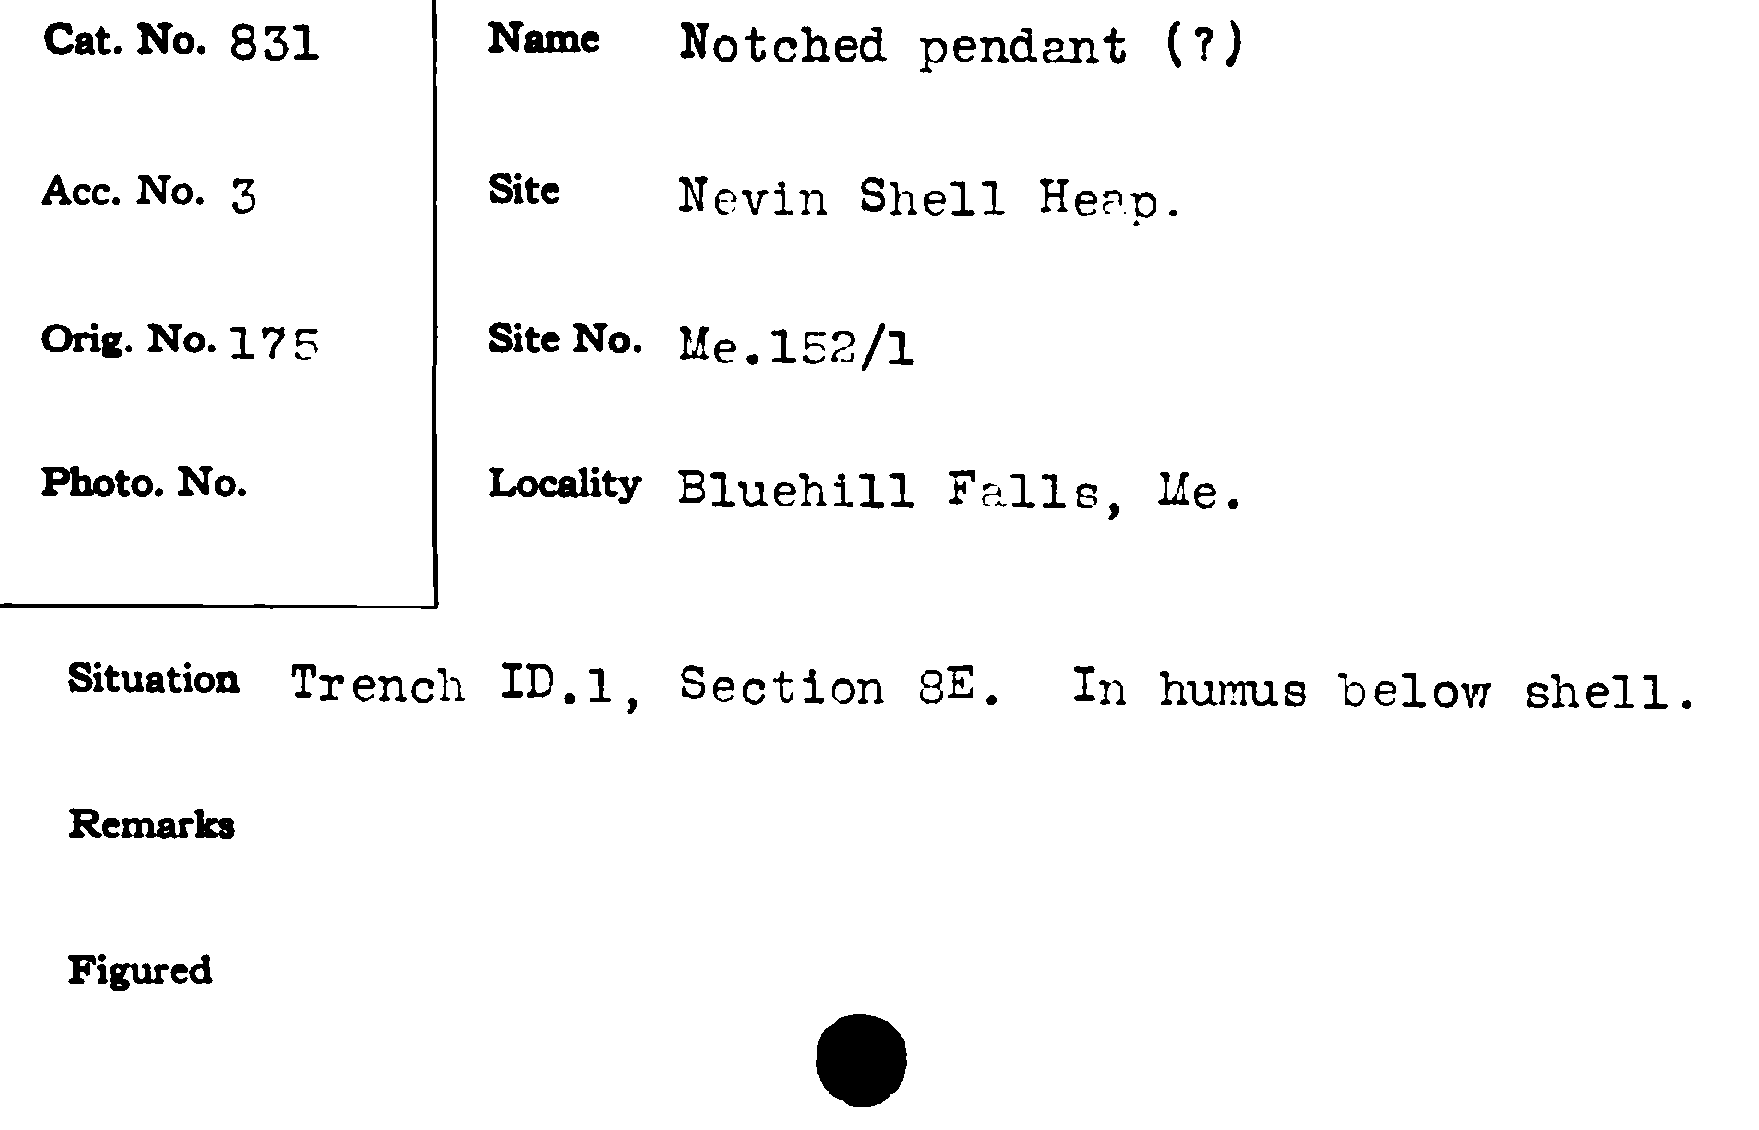 Cat. No. 831
Name Notched pendant (?)
Acc. No. 3
Site Nevin Shell Heap.
Orig. No. 175
Site No. Me.152/1
Photo. No.
Locality Bluehill Falls, Me.
Situation Trench ID.1, Section 8E. In humus below shell.
Remarks
Figured